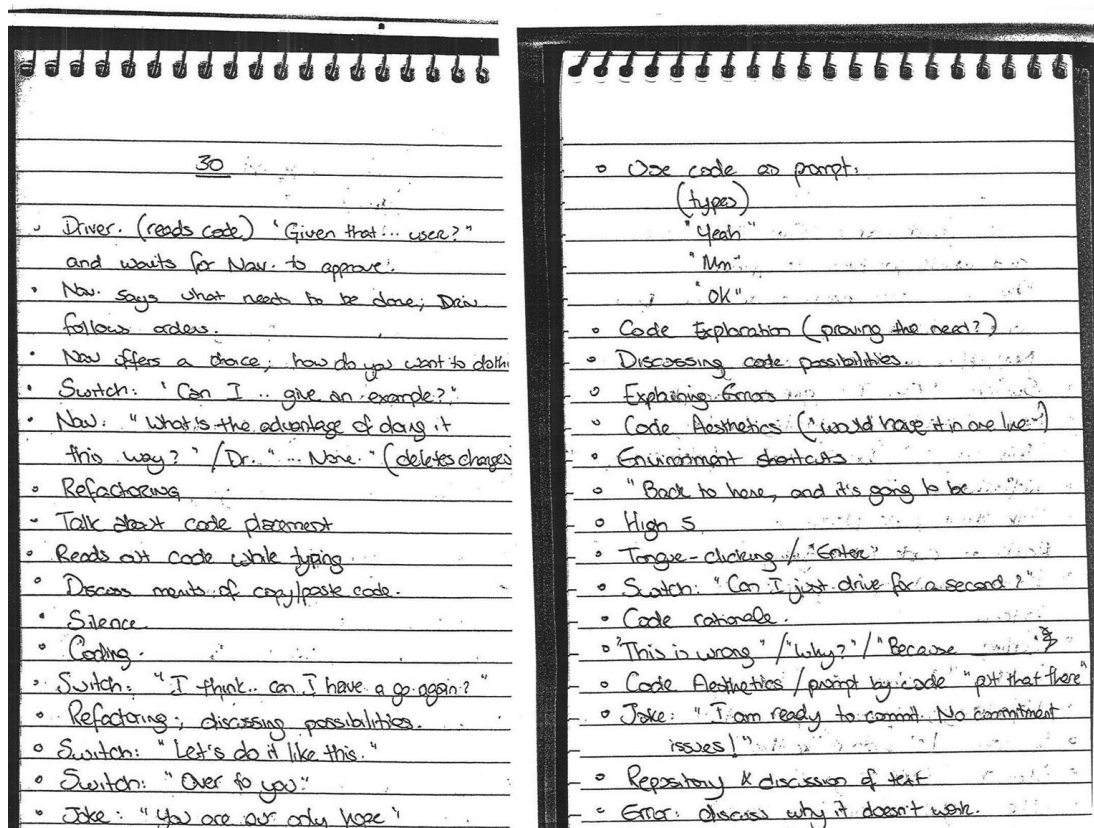 30
• Driver. (reads code) "Given that... user?"
and waits for Nav. to approve.
• Nav. says what needs to be done; Driv
follows orders.
• Nav offers a choice; how do you want to do thi
• Switch: "Can I .. give an example?"
• Nav: "What is the advantage of doing it
this way?" / Dr. "... None." (deletes changes
• Refactoring
• Talk about code placement
• Reads out code while typing
• Discuss merits of copy/paste code.
• Silence
• Coding.
• Switch: "I think.. can I have a go again?"
• Refactoring; discussing possibilities.
• Switch: "Let's do it like this."
• Switch: "Over to you"
• Joke: "You are our only hope"
• Use code as prompt:
(types)
"Yeah"
"Mm"
"OK"
• Code Exploration (proving the need?)
• Discussing code possibilities.
• Explaining Errors
• Code Aesthetics ("would have it in one line")
• Environment shortcuts
• "Back to here, and it's going to be ..."
• High 5
• Tongue-clicking / "Enter"
• Switch: "Can I just drive for a second?"
• Code rationale.
• "This is wrong" / "Why?" / "Because ____"
• Code Aesthetics / prompt by code "put that there"
• Joke: "I am ready to commit. No commitment
issues!"
• Repository & discussion of text
• Error: discuss why it doesn't work.